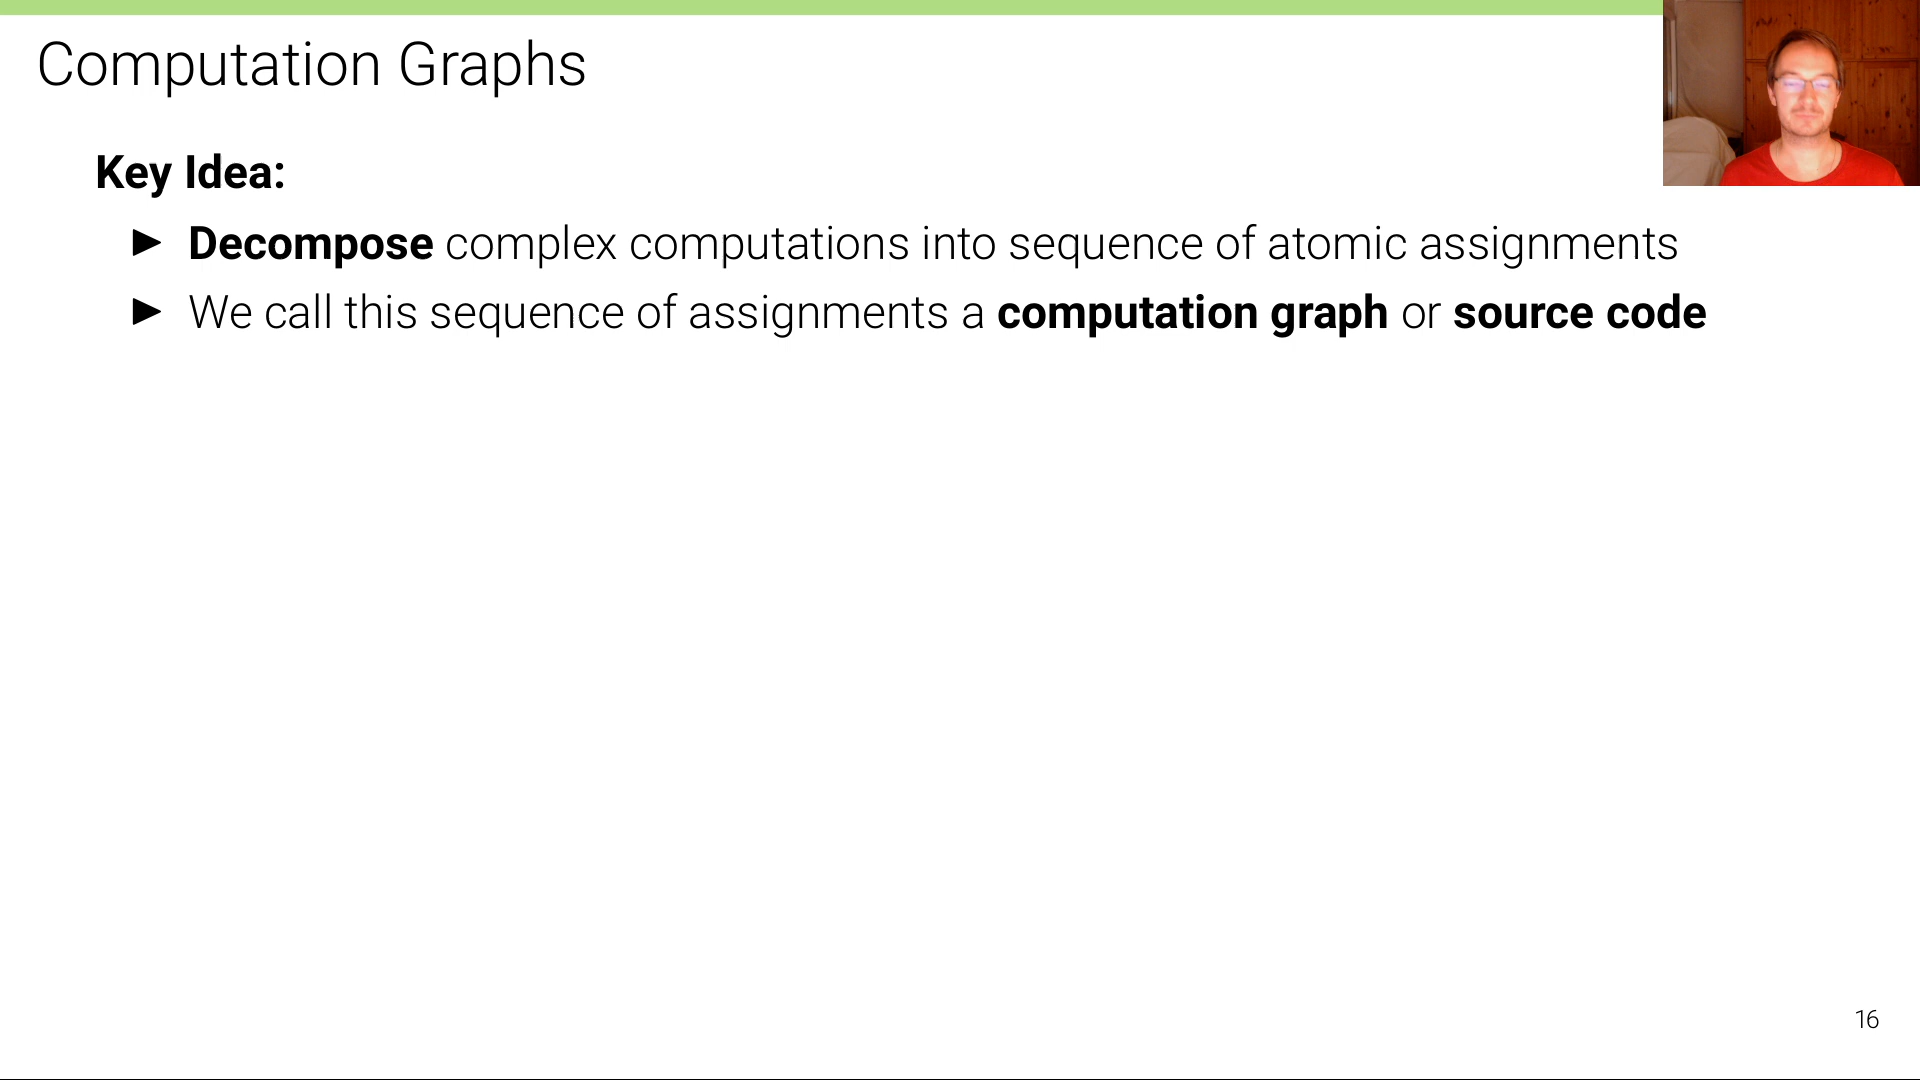 Computation Graphs
Key Idea:
▶ Decompose complex computations into sequence of atomic assignments
▶ We call this sequence of assignments a computation graph or source code
16